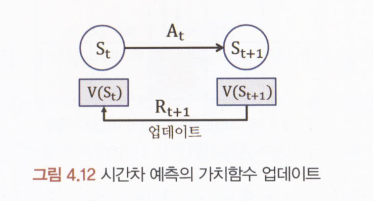 A_t
S_t S_{t+1}
V(S_t) V(S_{t+1})
R_{t+1}
업데이트
그림 4.12 시간차 예측의 가치함수 업데이트